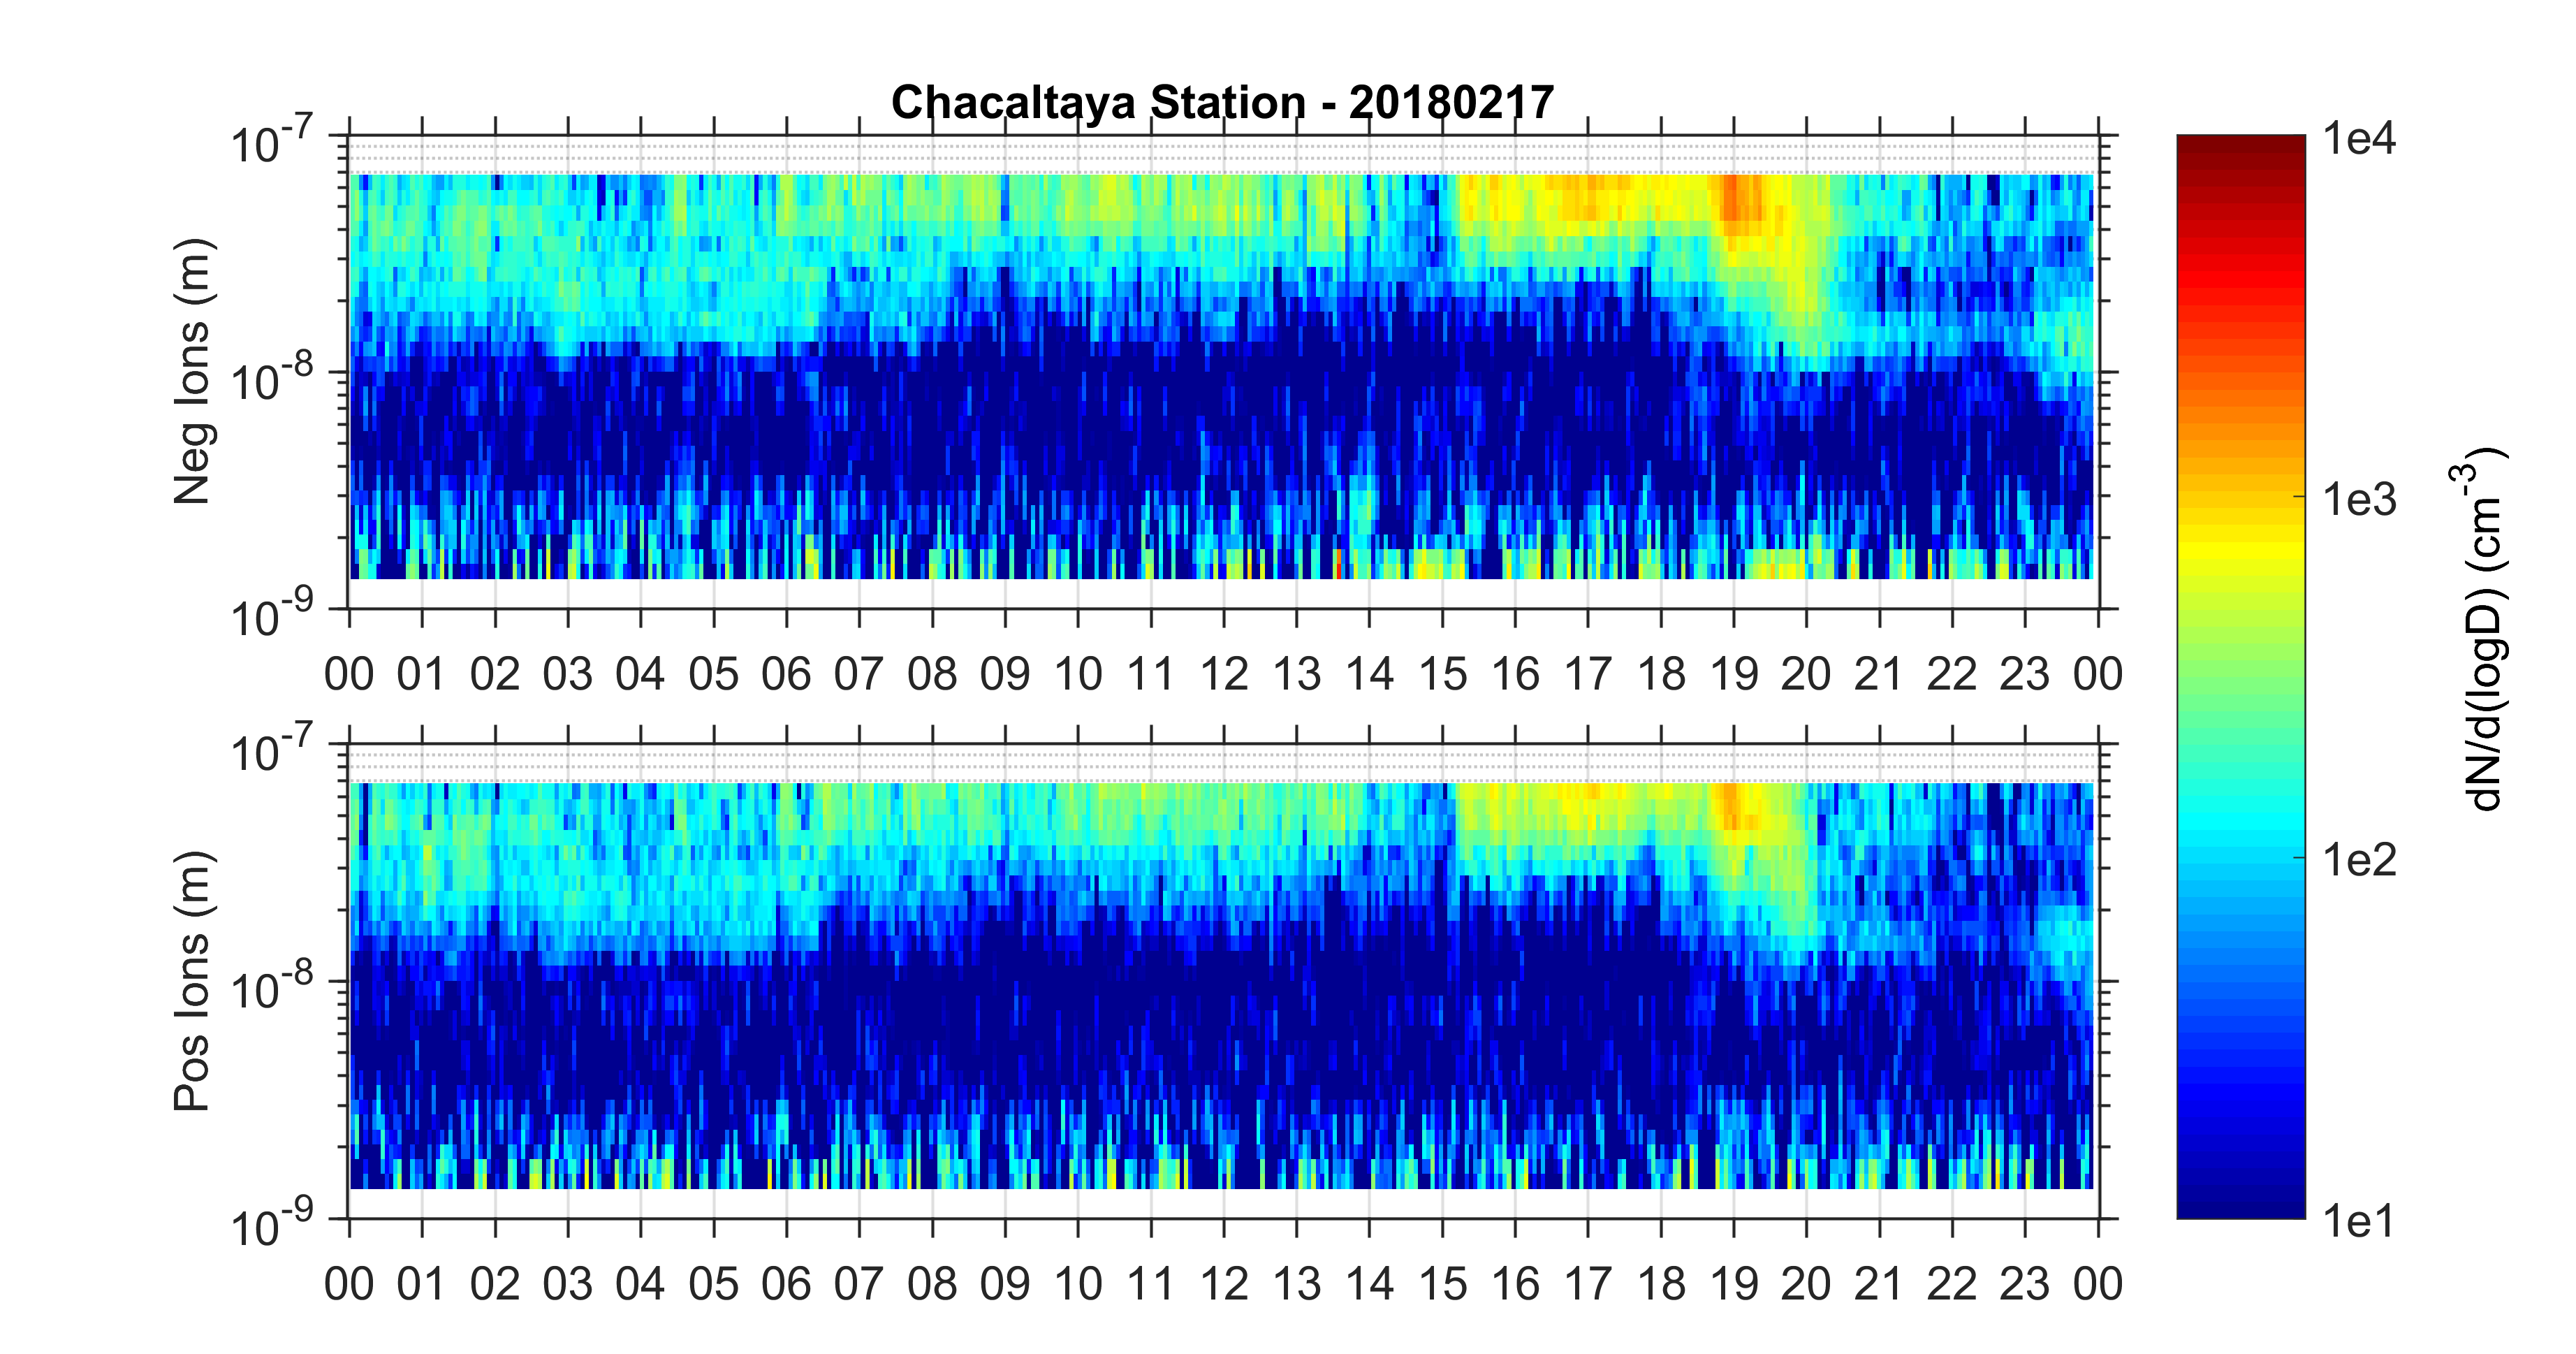 Chacaltaya Station - 20180217
Neg Ions (m)
10-7
10-8
10-9
00 01 02 03 04 05 06 07 08 09 10 11 12 13 14 15 16 17 18 19 20 21 22 23 00
Pos Ions (m)
10-7
10-8
10-9
00 01 02 03 04 05 06 07 08 09 10 11 12 13 14 15 16 17 18 19 20 21 22 23 00
1e4
1e3
1e2
1e1
dN/d(logD) (cm-3)